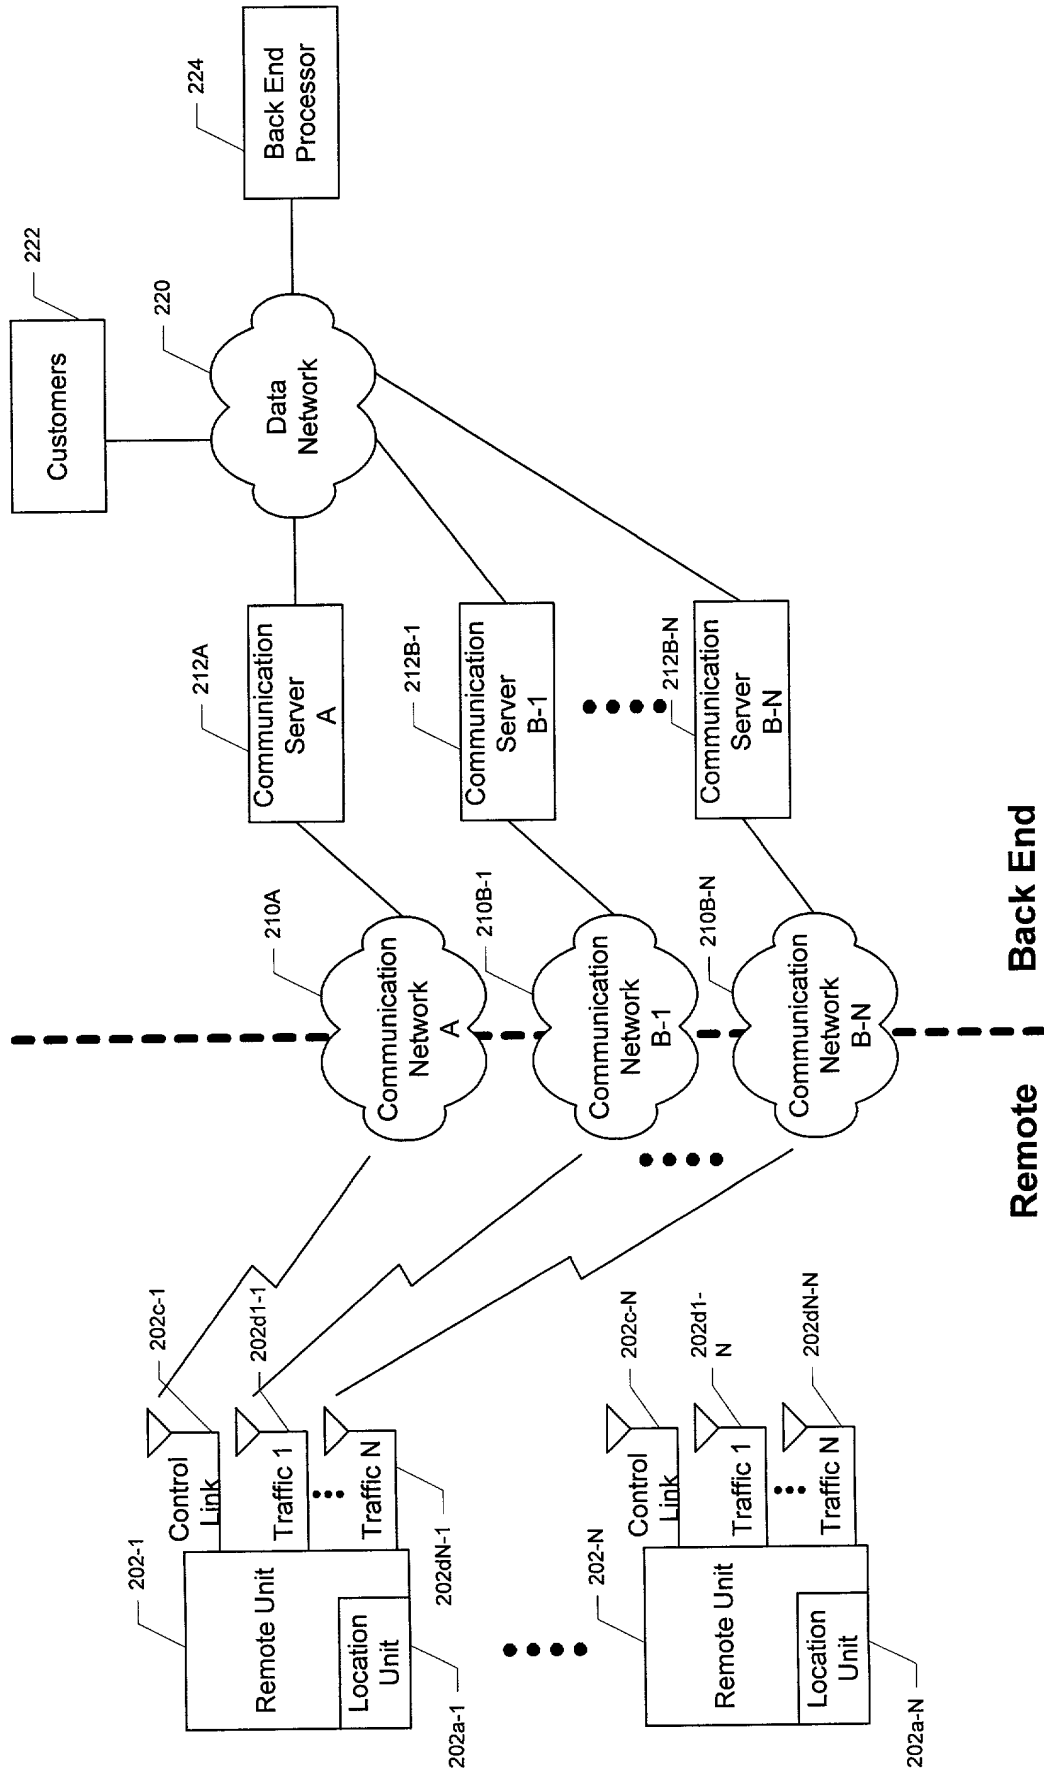 202-1
Remote Unit
Location
Unit
202a-1
Control
Link
Traffic 1
Traffic N
202c-1
202d1-1
202dN-1
202-N
Remote Unit
Location
Unit
202a-N
Control
Link
Traffic 1
Traffic N
202c-N
202d1-
N
202dN-N
210A
Communication
Network
A
210B-1
Communication
Network
B-1
210B-N
Communication
Network
B-N
212A
Communication
Server
A
212B-1
Communication
Server
B-1
212B-N
Communication
Server
B-N
220
Data
Network
222
Customers
224
Back End
Processor
Remote
Back End